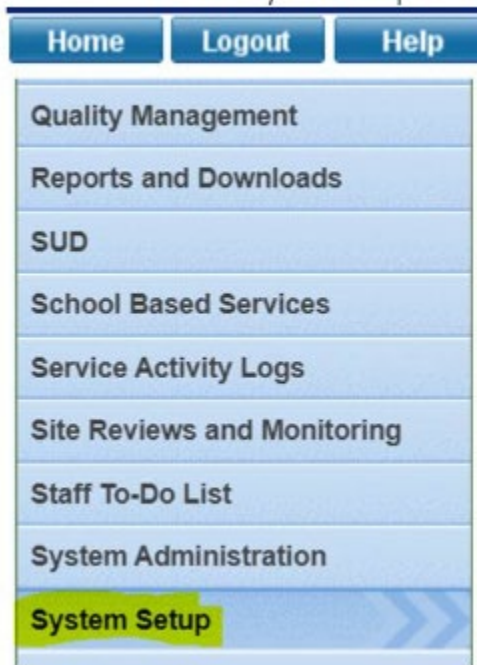 Home Logout Help
Quality Management
Reports and Downloads
SUD
School Based Services
Service Activity Logs
Site Reviews and Monitoring
Staff To-Do List
System Administration
System Setup